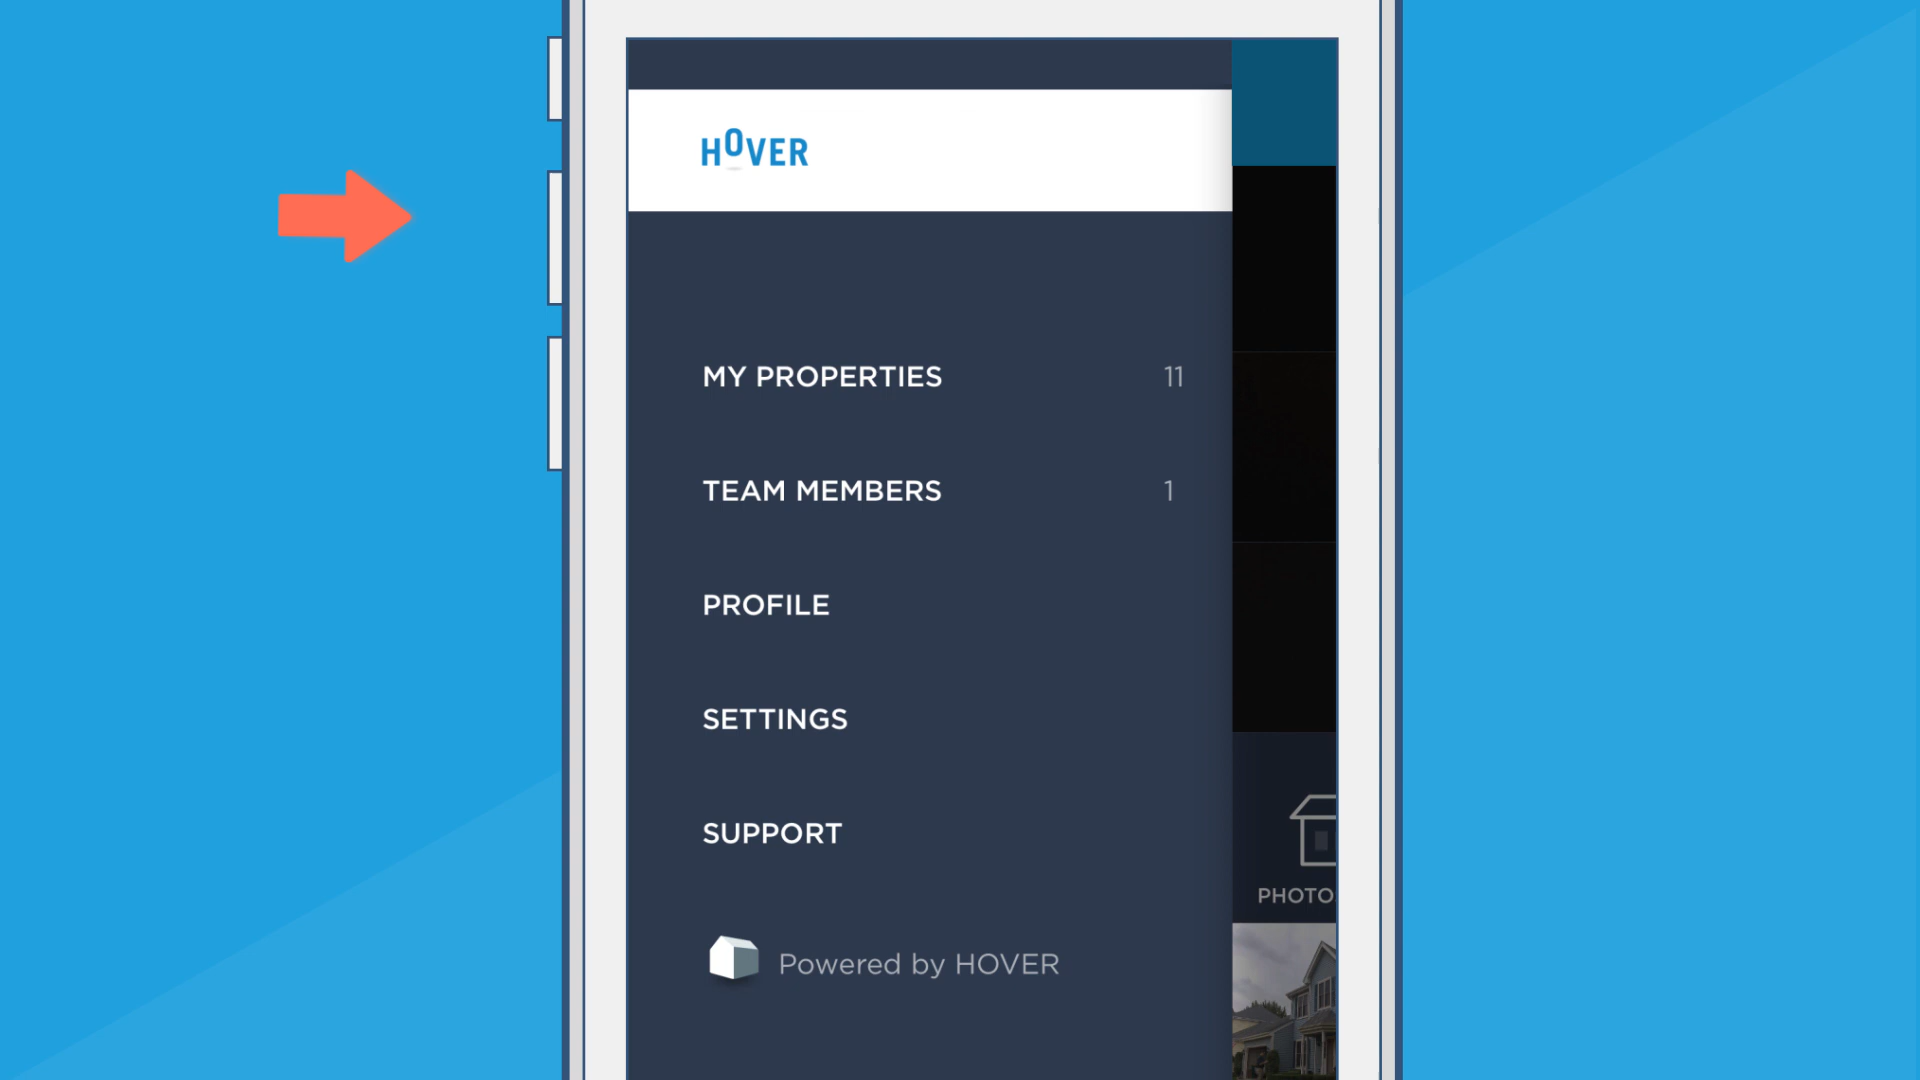 HOVER
MY PROPERTIES 11
TEAM MEMBERS 1
PROFILE
SETTINGS
SUPPORT
PHOTO
Powered by HOVER